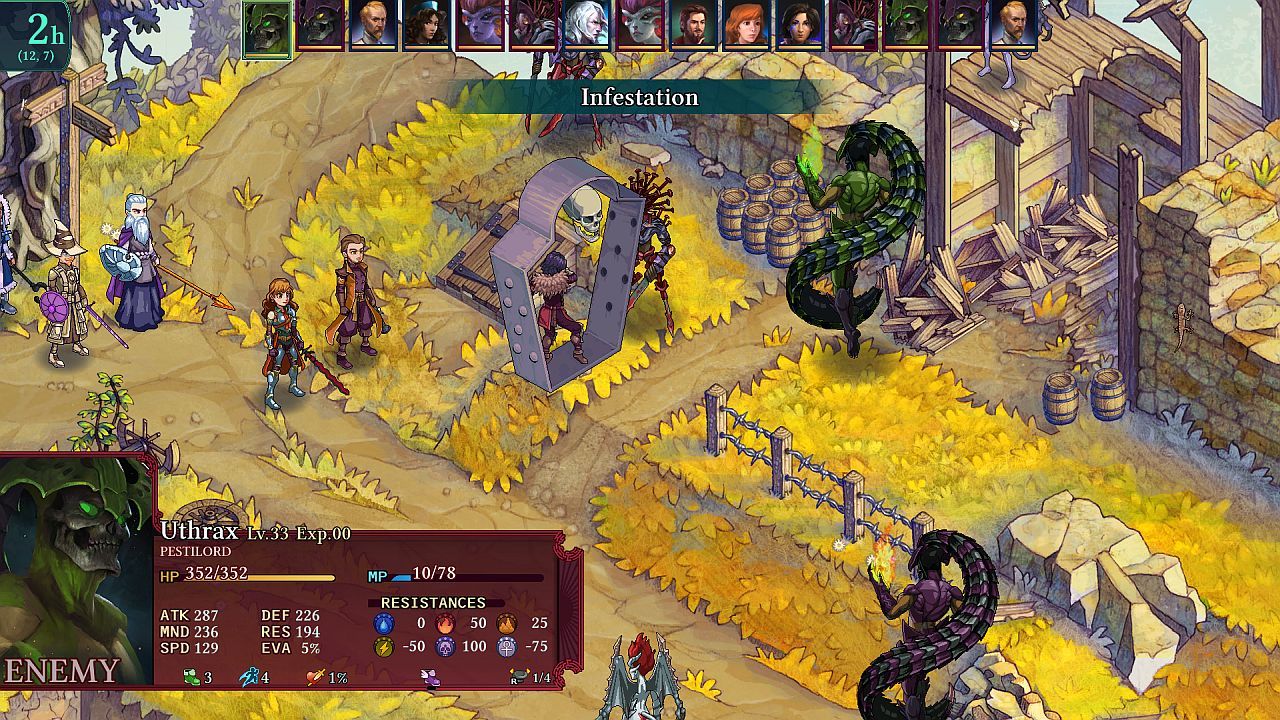 2h
(12, 7)
Infestation
Uthrax Lv.33 Exp.00
PESTILORD
HP 352/352 MP 10/78
RESISTANCES
ATK 287 DEF 226 0 50 25
MND 236 RES 194 -50 100 -75
SPD 129 EVA 5%
ENEMY
3 4 1% R 1/4